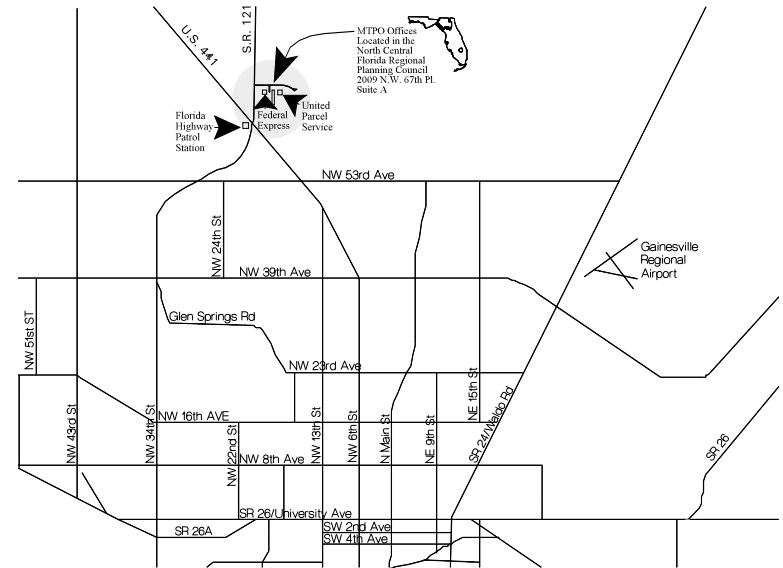 U.S. 441
S.R. 121
MTPO Offices
Located in the
North Central
Florida Regional
Planning Council
2009 N.W. 67th Pl.
Suite A
Florida
Highway
Patrol
Station
Federal
Express
United
Parcel
Service
NW 53rd Ave
NW 24th St
NW 39th Ave
Gainesville
Regional
Airport
NW 51st ST
Glen Springs Rd
NW 23rd Ave
NW 43rd St
NW 34th St
NW 16th AVE
NW 22nd St
NW 13th St
NW 6th St
N Main St
NE 9th St
NE 15th St
SR 24/Waldo Rd
SR 26
NW 8th Ave
SR 26/University Ave
SR 26A
SW 2nd Ave
SW 4th Ave